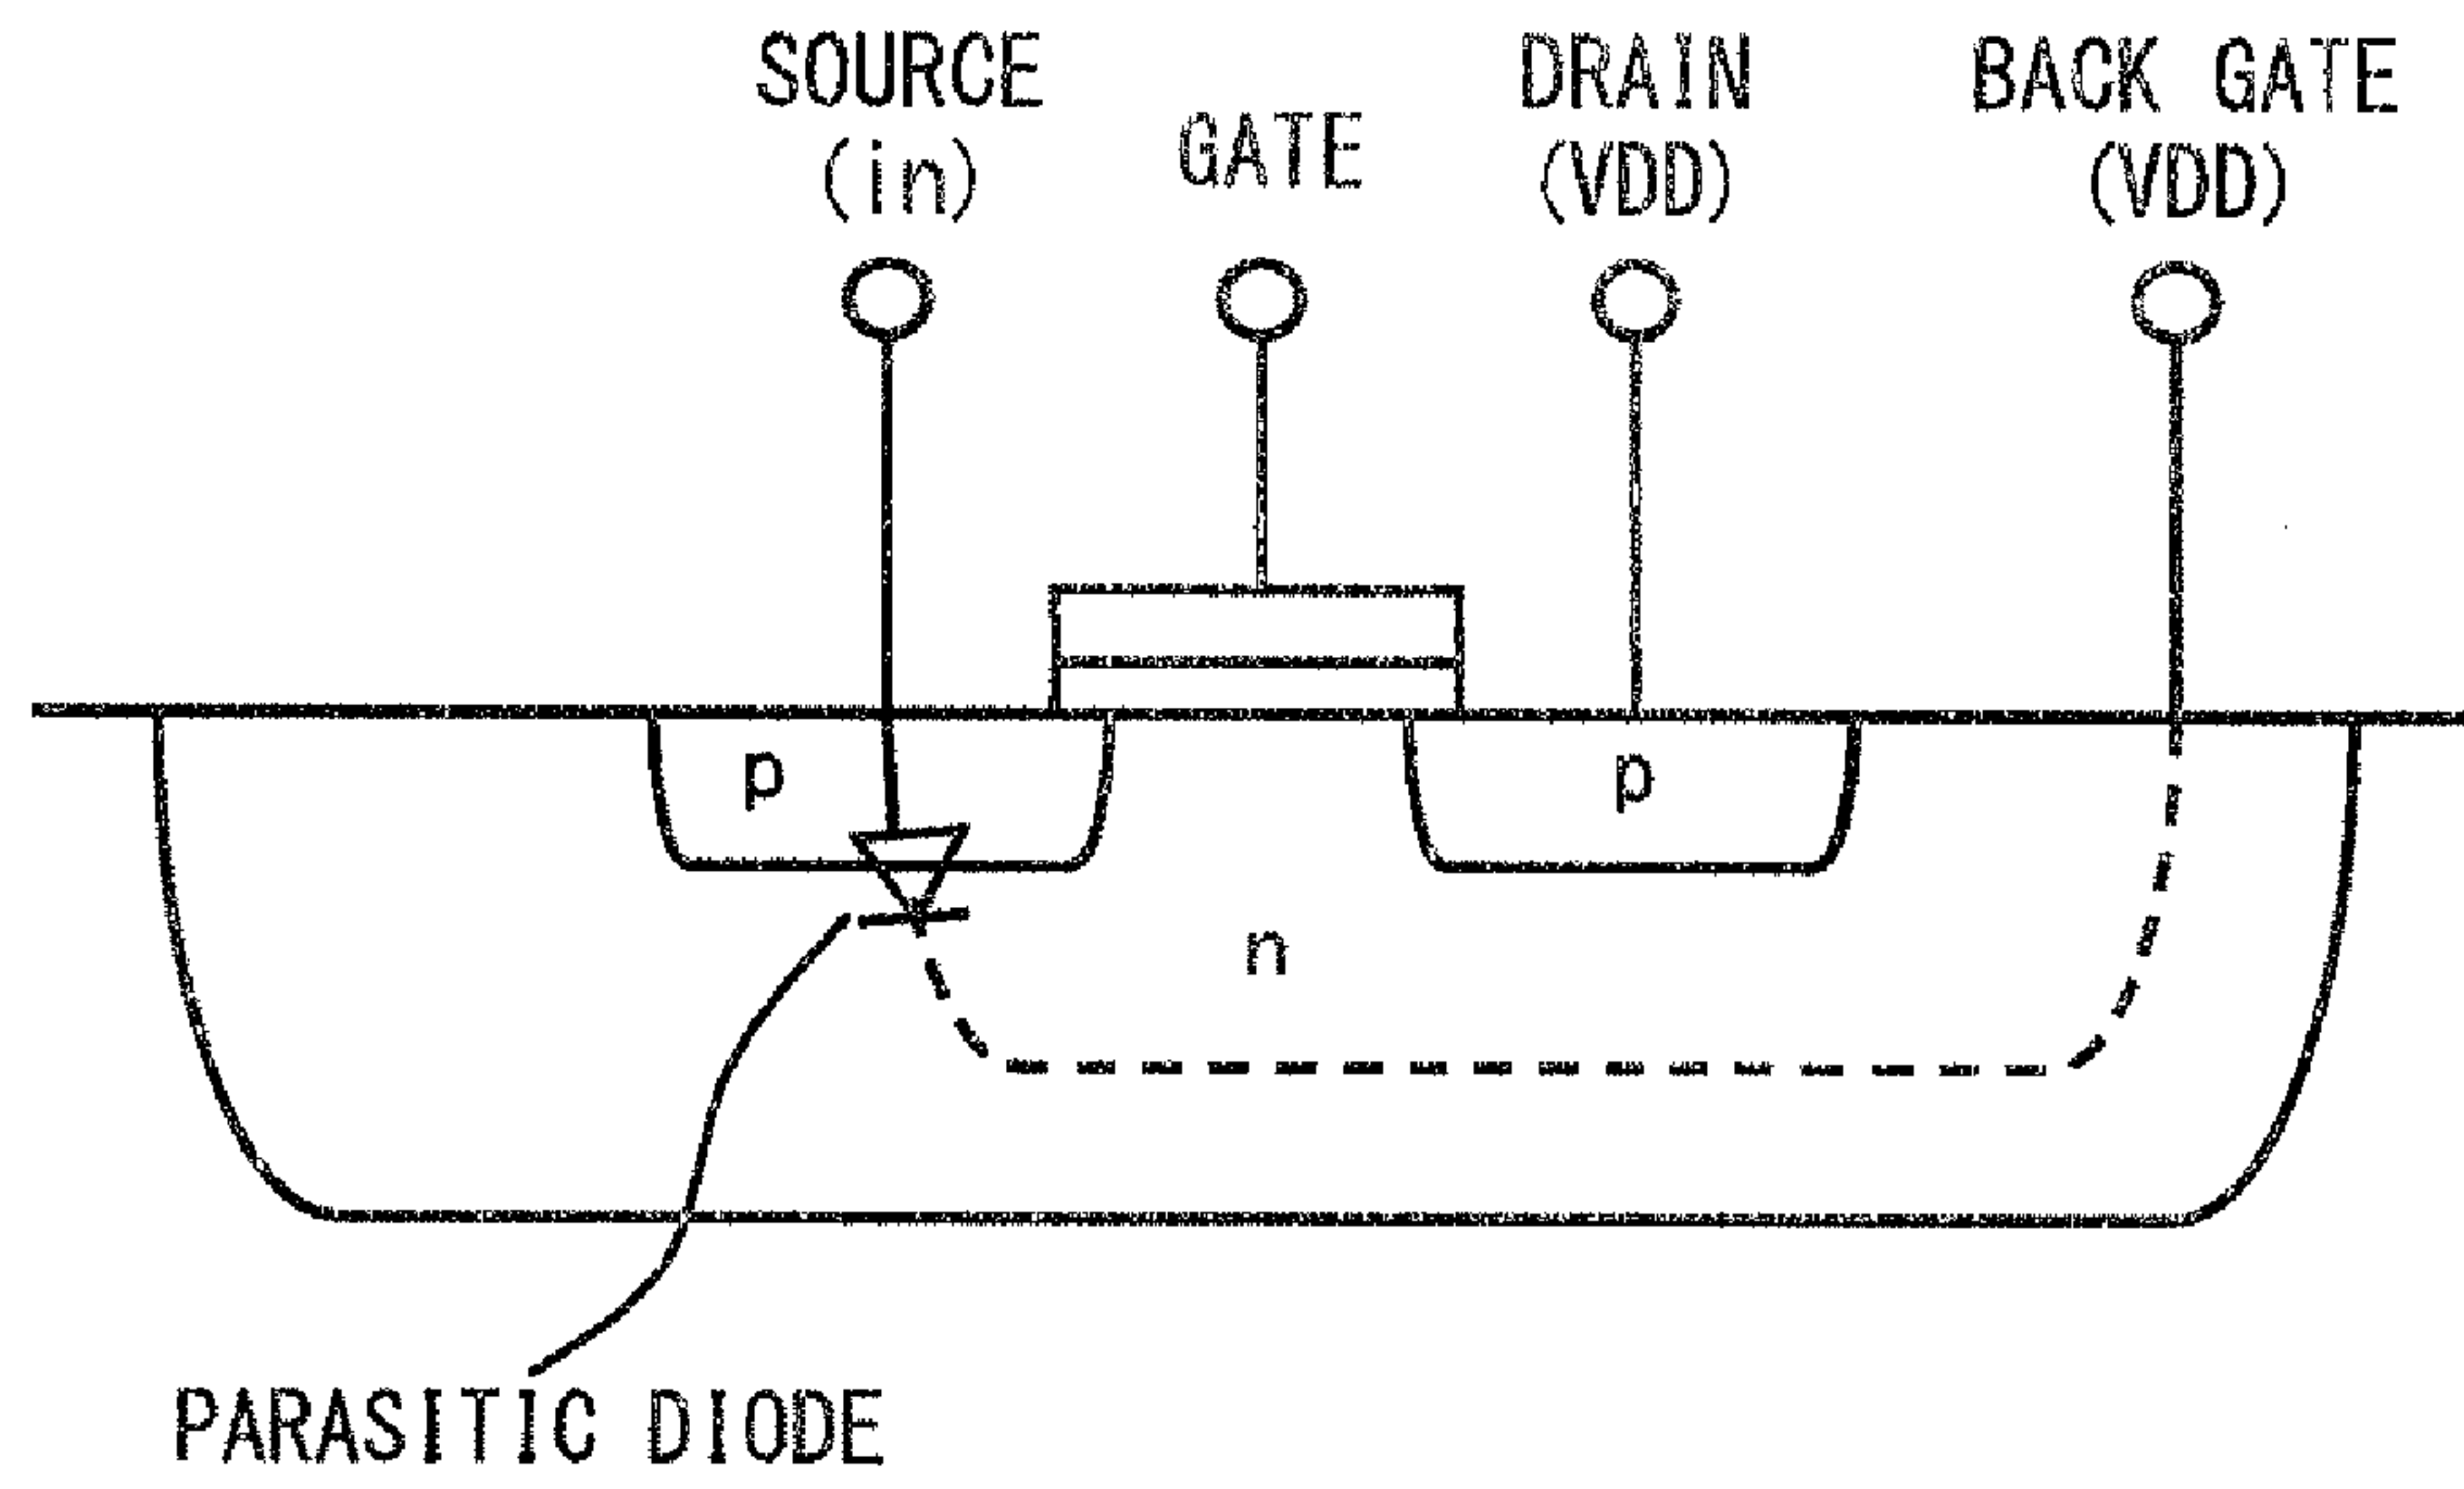 SOURCE
(in)
GATE
DRAIN
(VDD)
BACK GATE
(VDD)
p
p
n
PARASITIC DIODE